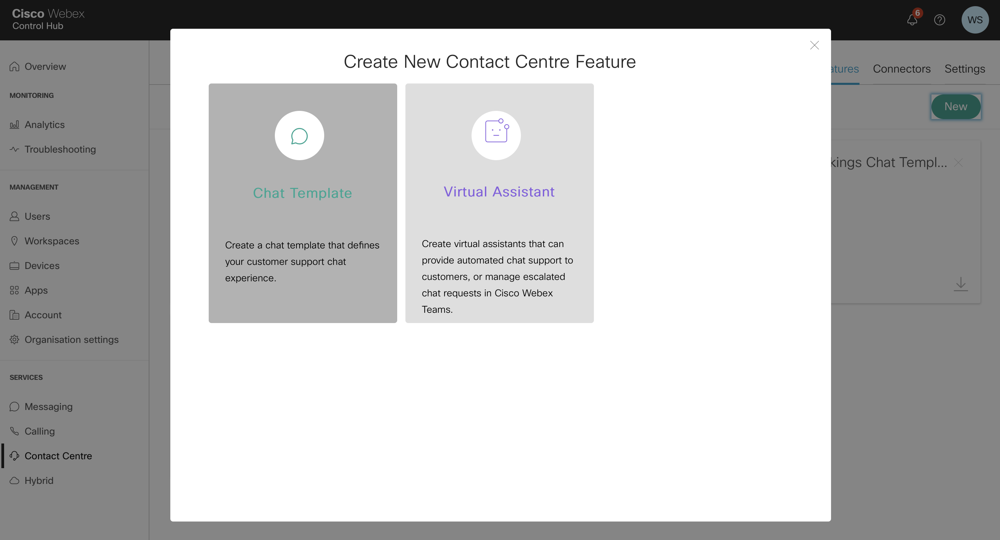 Cisco Webex
Control Hub
6
WS
Overview
MONITORING
Analytics
Troubleshooting
MANAGEMENT
Users
Workspaces
Devices
Apps
Account
Organisation settings
SERVICES
Messaging
Calling
Contact Centre
Hybrid
Create New Contact Centre Feature
Chat Template
Create a chat template that defines
your customer support chat
experience.
Virtual Assistant
Create virtual assistants that can
provide automated chat support to
customers, or manage escalated
chat requests in Cisco Webex
Teams.
atures Connectors Settings
New
kings Chat Templ...